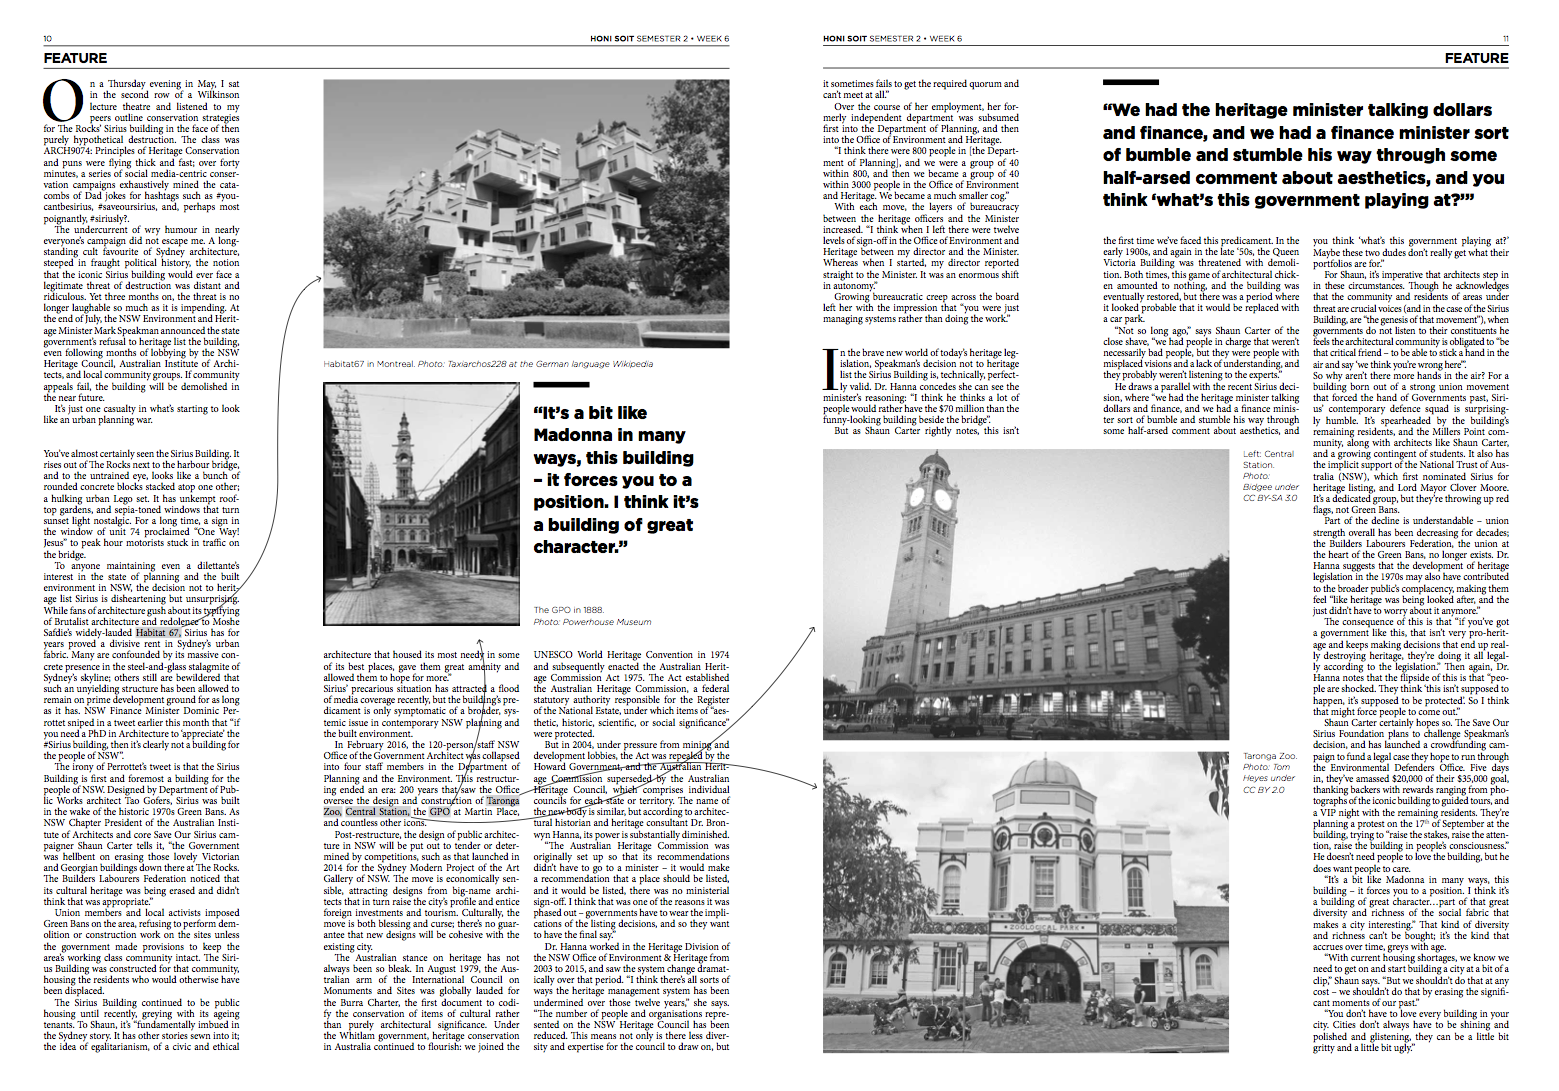 10
HONI SOIT SEMESTER 2 • WEEK 6
FEATURE
On a Thursday evening in May, I sat
in the second row of a Wilkinson
lecture theatre and listened to my
peers outline conservation strategies
for The Rocks' Sirius building in the face of then
purely hypothetical destruction. The class was
ARCH9074: Principles of Heritage Conservation
and puns were flying thick and fast; over forty
minutes, a series of social media-centric conser-
vation campaigns exhaustively mined the cata-
combs of Dad jokes for hashtags such as #you-
cantbesirius, #saveoursirius, and, perhaps most
poignantly, #siriusly?.
The undercurrent of wry humour in nearly
everyone's campaign did not escape me. A long-
standing cult favourite of Sydney architecture,
steeped in fraught political history, the notion
that the iconic Sirius building would ever face a
legitimate threat of destruction was distant and
ridiculous. Yet three months on, the threat is no
longer laughable so much as it is impending. At
the end of July, the NSW Environment and Herit-
age Minister Mark Speakman announced the state
government's refusal to heritage list the building,
even following months of lobbying by the NSW
Heritage Council, Australian Institute of Archi-
tects, and local community groups. If community
appeals fail, the building will be demolished in
the near future.
It's just one casualty in what's starting to look
like an urban planning war.
You've almost certainly seen the Sirius Building. It
rises out of The Rocks next to the harbour bridge,
and to the untrained eye, looks like a bunch of
rounded concrete blocks stacked atop one other;
a hulking urban Lego set. It has unkempt roof-
top gardens, and sepia-toned windows that turn
sunset light nostalgic. For a long time, a sign in
the window of unit 74 proclaimed "One Way!
Jesus" to peak hour motorists stuck in traffic on
the bridge.
To anyone maintaining even a dilettante's
interest in the state of planning and the built
environment in NSW, the decision not to herit-
age list Sirius is disheartening but unsurprising.
While fans of architecture gush about its typifying
of Brutalist architecture and redolence to Moshe
Safdie's widely-lauded Habitat 67, Sirius has for
years proved a divisive rent in Sydney's urban
fabric. Many are confounded by its massive con-
crete presence in the steel-and-glass stalagmite of
Sydney's skyline; others still are bewildered that
such an unyielding structure has been allowed to
remain on prime development ground for as long
as it has. NSW Finance Minister Dominic Per-
rottet sniped in a tweet earlier this month that "if
you need a PhD in Architecture to 'appreciate' the
#Sirius building, then it's clearly not a building for
the people of NSW".
The irony of Perrottet's tweet is that the Sirius
Building is first and foremost a building for the
people of NSW. Designed by Department of Pub-
lic Works architect Tao Gofers, Sirius was built
in the wake of the historic 1970s Green Bans. As
NSW Chapter President of the Australian Insti-
tute of Architects and core Save Our Sirius cam-
paigner Shaun Carter tells it, "the Government
was hellbent on erasing those lovely Victorian
and Georgian buildings down there at The Rocks.
The Builders Labourers Federation noticed that
its cultural heritage was being erased and didn't
think that was appropriate."
Union members and local activists imposed
Green Bans on the area, refusing to perform dem-
olition or construction work on the sites unless
the government made provisions to keep the
area's working class community intact. The Siri-
us Building was constructed for that community,
housing the residents who would otherwise have
been displaced.
The Sirius Building continued to be public
housing until recently, greying with its ageing
tenants. To Shaun, it's "fundamentally imbued in
the Sydney story. It has other stories sewn into it;
the idea of egalitarianism, of a civic and ethical
Habitat67 in Montreal. Photo: Taxiarchos228 at the German language Wikipedia
"It's a bit like
Madonna in many
ways, this building
– it forces you to a
position. I think it's
a building of great
character."
The GPO in 1888.
Photo: Powerhouse Museum
architecture that housed its most needy in some
of its best places, gave them great amenity and
allowed them to hope for more."
Sirius' precarious situation has attracted a flood
of media coverage recently, but the building's pre-
dicament is only symptomatic of a broader, sys-
temic issue in contemporary NSW planning and
the built environment.
In February 2016, the 120-person staff NSW
Office of the Government Architect was collapsed
into four staff members in the Department of
Planning and the Environment. This restructur-
ing ended an era: 200 years that saw the Office
oversee the design and construction of Taronga
Zoo, Central Station, the GPO at Martin Place,
and countless other icons.
Post-restructure, the design of public architec-
ture in NSW will be put out to tender or deter-
mined by competitions, such as that launched in
2014 for the Sydney Modern Project of the Art
Gallery of NSW. The move is economically sen-
sible, attracting designs from big-name archi-
tects that in turn raise the city's profile and entice
foreign investments and tourism. Culturally, the
move is both blessing and curse; there's no guar-
antee that new designs will be cohesive with the
existing city.
The Australian stance on heritage has not
always been so bleak. In August 1979, the Aus-
tralian arm of the International Council on
Monuments and Sites was globally lauded for
the Burra Charter, the first document to codi-
fy the conservation of items of cultural rather
than purely architectural significance. Under
the Whitlam government, heritage conservation
in Australia continued to flourish: we joined the
UNESCO World Heritage Convention in 1974
and subsequently enacted the Australian Herit-
age Commission Act 1975. The Act established
the Australian Heritage Commission, a federal
statutory authority responsible for the Register
of the National Estate, under which items of "aes-
thetic, historic, scientific, or social significance"
were protected.
But in 2004, under pressure from mining and
development lobbies, the Act was repealed by the
Howard Government, and the Australian Herit-
age Commission superseded by the Australian
Heritage Council, which comprises individual
councils for each state or territory. The name of
the new body is similar, but according to architec-
tural historian and heritage consultant Dr. Bron-
wyn Hanna, its power is substantially diminished.
"The Australian Heritage Commission was
originally set up so that its recommendations
didn't have to go to a minister – it would make
a recommendation that a place should be listed,
and it would be listed, there was no ministerial
sign-off. I think that was one of the reasons it was
phased out – governments have to wear the impli-
cations of the listing decisions, and so they want
to have the final say."
Dr. Hanna worked in the Heritage Division of
the NSW Office of Environment & Heritage from
2003 to 2015, and saw the system change dramat-
ically over that period. "I think there's all sorts of
ways the heritage management system has been
undermined over those twelve years," she says.
"The number of people and organisations repre-
sented on the NSW Heritage Council has been
reduced. This means not only is there less diver-
sity and expertise for the council to draw on, but
HONI SOIT SEMESTER 2 • WEEK 6
11
FEATURE
it sometimes fails to get the required quorum and
can't meet at all."
Over the course of her employment, her for-
merly independent department was subsumed
first into the Department of Planning, and then
into the Office of Environment and Heritage.
"I think there were 800 people in [the Depart-
ment of Planning], and we were a group of 40
within 800, and then we became a group of 40
within 3000 people in the Office of Environment
and Heritage. We became a much smaller cog."
With each move, the layers of bureaucracy
between the heritage officers and the Minister
increased. "I think when I left there were twelve
levels of sign-off in the Office of Environment and
Heritage between my director and the Minister.
Whereas when I started, my director reported
straight to the Minister. It was an enormous shift
in autonomy."
Growing bureaucratic creep across the board
left her with the impression that "you were just
managing systems rather than doing the work."
In the brave new world of today's heritage leg-
islation, Speakman's decision not to heritage
list the Sirius Building is, technically, perfect-
ly valid. Dr. Hanna concedes she can see the
minister's reasoning: "I think he thinks a lot of
people would rather have the $70 million than the
funny-looking building beside the bridge".
But as Shaun Carter rightly notes, this isn't
"We had the heritage minister talking dollars
and finance, and we had a finance minister sort
of bumble and stumble his way through some
half-arsed comment about aesthetics, and you
think 'what's this government playing at?'"
the first time we've faced this predicament. In the
early 1900s, and again in the late '50s, the Queen
Victoria Building was threatened with demoli-
tion. Both times, this game of architectural chick-
en amounted to nothing, and the building was
eventually restored, but there was a period where
it looked probable that it would be replaced with
a car park.
"Not so long ago," says Shaun Carter of the
close shave, "we had people in charge that weren't
necessarily bad people, but they were people with
misplaced visions and a lack of understanding, and
they probably weren't listening to the experts."
He draws a parallel with the recent Sirius deci-
sion, where "we had the heritage minister talking
dollars and finance, and we had a finance minis-
ter sort of bumble and stumble his way through
some half-arsed comment about aesthetics, and
you think 'what's this government playing at?'
Maybe these two dudes don't really get what their
portfolios are for."
For Shaun, it's imperative that architects step in
in these circumstances. Though he acknowledges
that the community and residents of areas under
threat are crucial voices (and in the case of the Sirius
Building, are "the genesis of that movement"), when
governments do not listen to their constituents he
feels the architectural community is obligated to "be
that critical friend – to be able to stick a hand in the
air and say 'we think you're wrong here'".
So why aren't there more hands in the air? For a
building born out of a strong union movement
that forced the hand of Governments past, Siri-
us' contemporary defence squad is surprising-
ly humble. It's spearheaded by the building's
remaining residents, and the Millers Point com-
munity, along with architects like Shaun Carter,
and a growing contingent of students. It also has
the implicit support of the National Trust of Aus-
tralia (NSW), which first nominated Sirius for
heritage listing, and Lord Mayor Clover Moore.
It's a dedicated group, but they're throwing up red
flags, not Green Bans.
Part of the decline is understandable – union
strength overall has been decreasing for decades;
the Builders Labourers Federation, the union at
the heart of the Green Bans, no longer exists. Dr.
Hanna suggests that the development of heritage
legislation in the 1970s may also have contributed
to the broader public's complacency, making them
feel "like heritage was being looked after, and the
just didn't have to worry about it anymore."
The consequence of this is that "if you've got
a government like this, that isn't very pro-herit-
age and keeps making decisions that end up real-
ly destroying heritage, they're doing it all legal-
ly according to the legislation." Then again, Dr.
Hanna notes that the flipside of this is that "peo-
ple are shocked. They think 'this isn't supposed to
happen, it's supposed to be protected'. So I think
that might force people to come out."
Shaun Carter certainly hopes so. The Save Our
Sirius Foundation plans to challenge Speakman's
decision, and has launched a crowdfunding cam-
paign to fund a legal case they hope to run through
the Environmental Defenders Office. Five days
in, they've amassed $20,000 of their $35,000 goal,
thanking backers with rewards ranging from pho-
tographs of the iconic building to guided tours, and
a VIP night with the remaining residents. They're
planning a protest on the 17th of September at the
building, trying to "raise the stakes, raise the atten-
tion, raise the building in people's consciousness."
He doesn't need people to love the building, but he
does want people to care.
"It's a bit like Madonna in many ways, this
building – it forces you to a position. I think it's
a building of great character…part of that great
diversity and richness of the social fabric that
makes a city interesting." That kind of diversity
and richness can't be bought; it's the kind that
accrues over time, greys with age.
"With current housing shortages, we know we
need to get on and start building a city at a bit of a
clip," Shaun says. "But we shouldn't do that at any
cost – we shouldn't do that by erasing the signifi-
cant moments of our past."
"You don't have to love every building in your
city. Cities don't always have to be shining and
polished and glistening, they can be a little bit
gritty and a little bit ugly."
Left: Central
Station.
Photo:
Bidgee under
CC BY-SA 3.0
Taronga Zoo.
Photo: Tom
Heyes under
CC BY 2.0
ZOOLOGICAL PARK